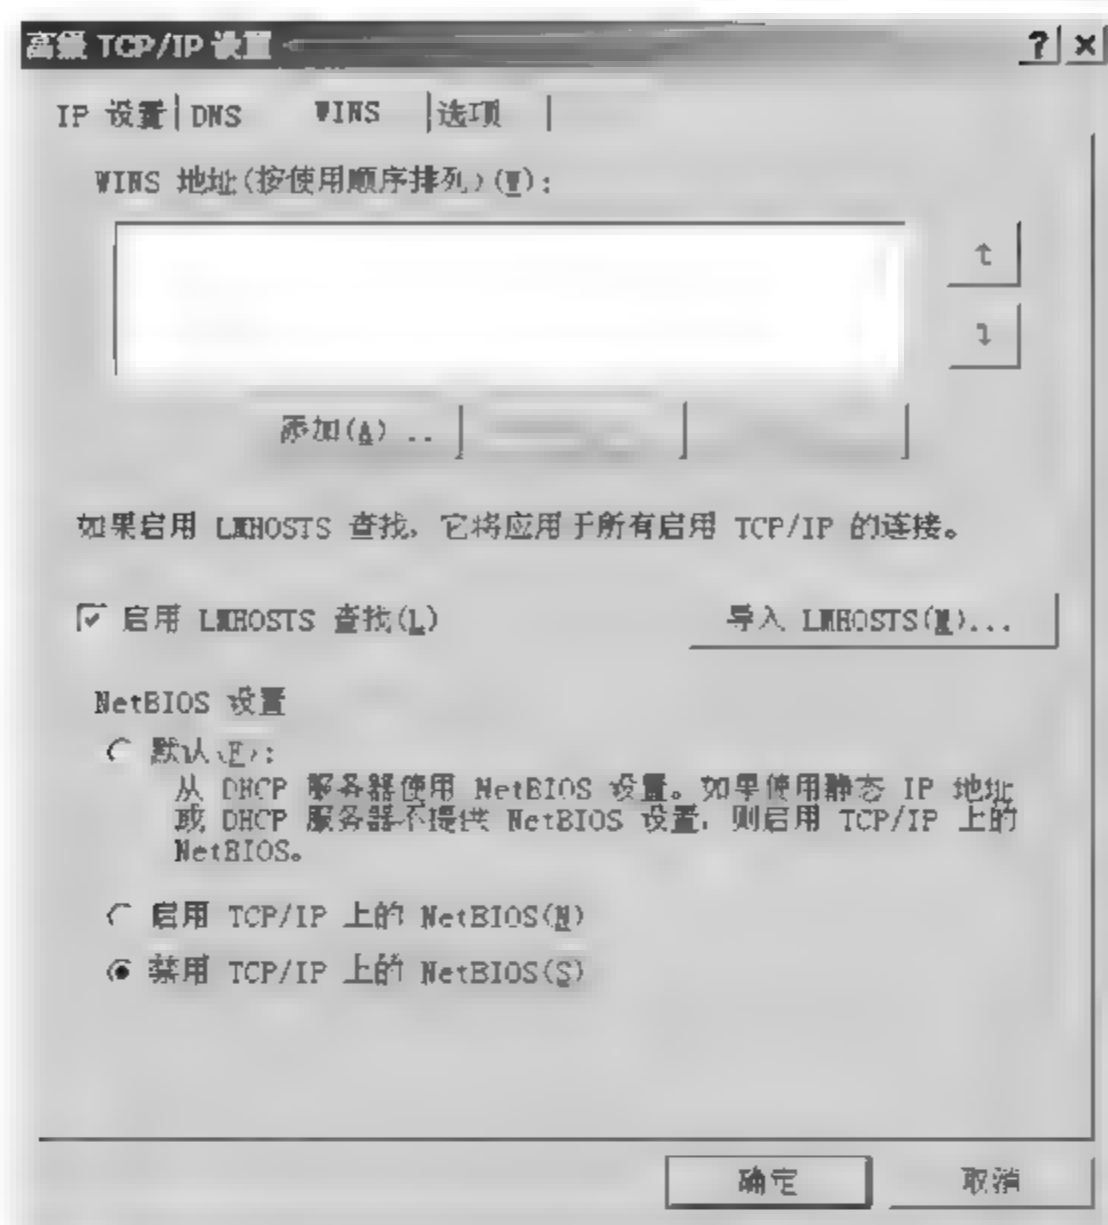 高级 TCP/IP 设置
? ×
IP 设置 DNS WINS 选项
WINS 地址(按使用顺序排列)(W):
添加(A)..
如果启用 LMHOSTS 查找，它将应用于所有启用 TCP/IP 的连接。
启用 LMHOSTS 查找(L)
导入 LMHOSTS(M)...
NetBIOS 设置
默认(F):
从 DHCP 服务器使用 NetBIOS 设置。如果使用静态 IP 地址
或 DHCP 服务器不提供 NetBIOS 设置，则启用 TCP/IP 上的
NetBIOS。
启用 TCP/IP 上的 NetBIOS(N)
禁用 TCP/IP 上的 NetBIOS(S)
确定 取消